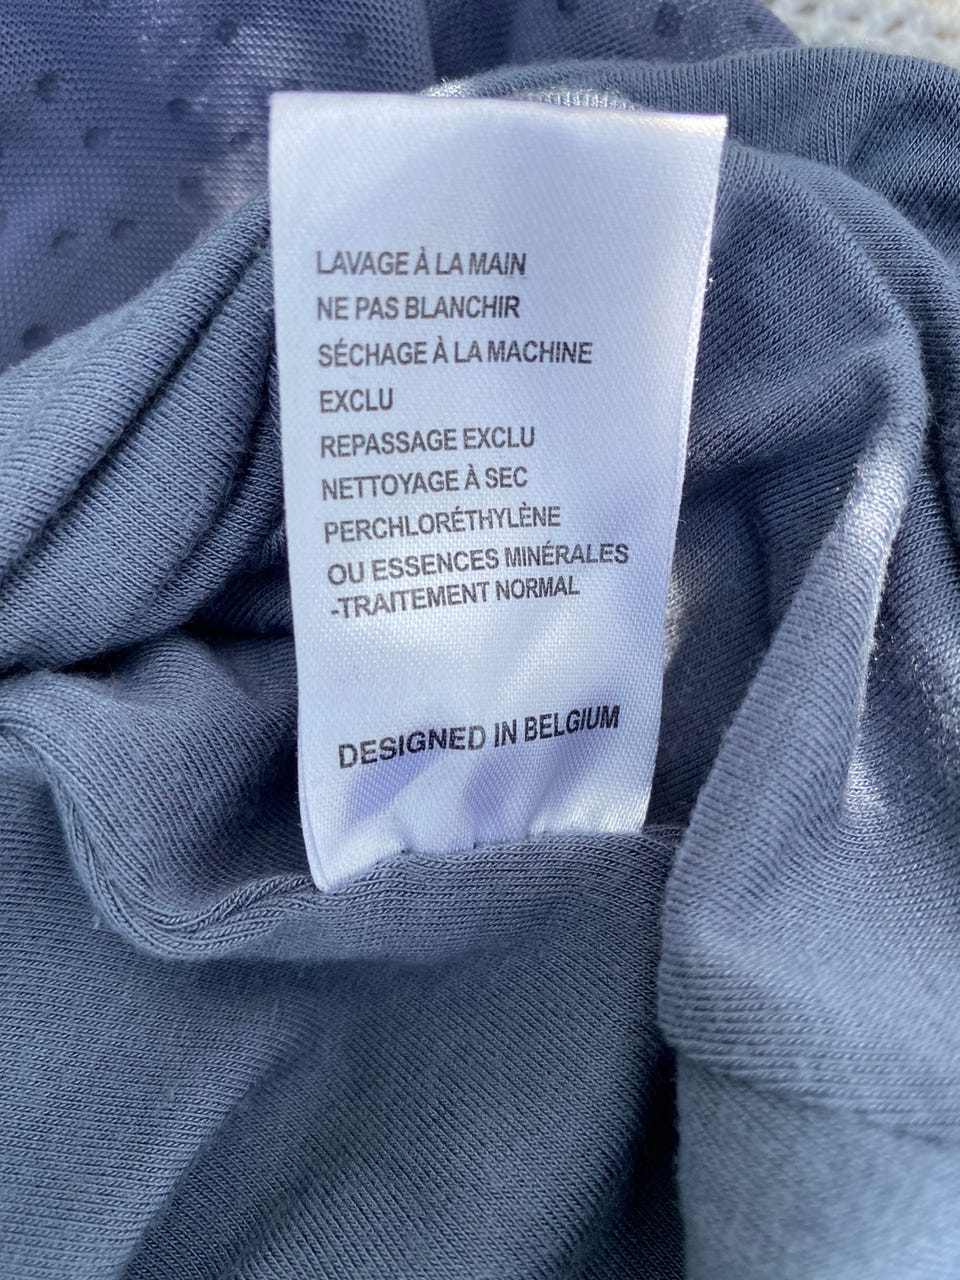 LAVAGE À LA MAIN
NE PAS BLANCHIR
SÉCHAGE À LA MACHINE
EXCLU
REPASSAGE EXCLU
NETTOYAGE À SEC
PERCHLORÉTHYLÈNE
OU ESSENCES MINÉRALES
-TRAITEMENT NORMAL
DESIGNED IN BELGIUM